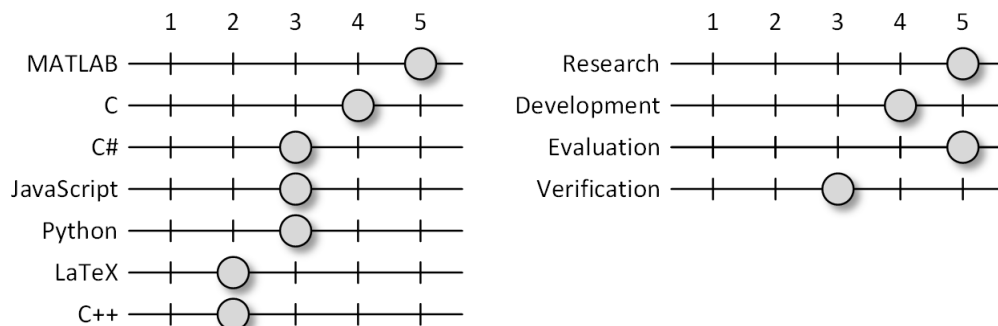 1 2 3 4 5
MATLAB
C
C#
JavaScript
Python
LaTeX
C++
1 2 3 4 5
Research
Development
Evaluation
Verification